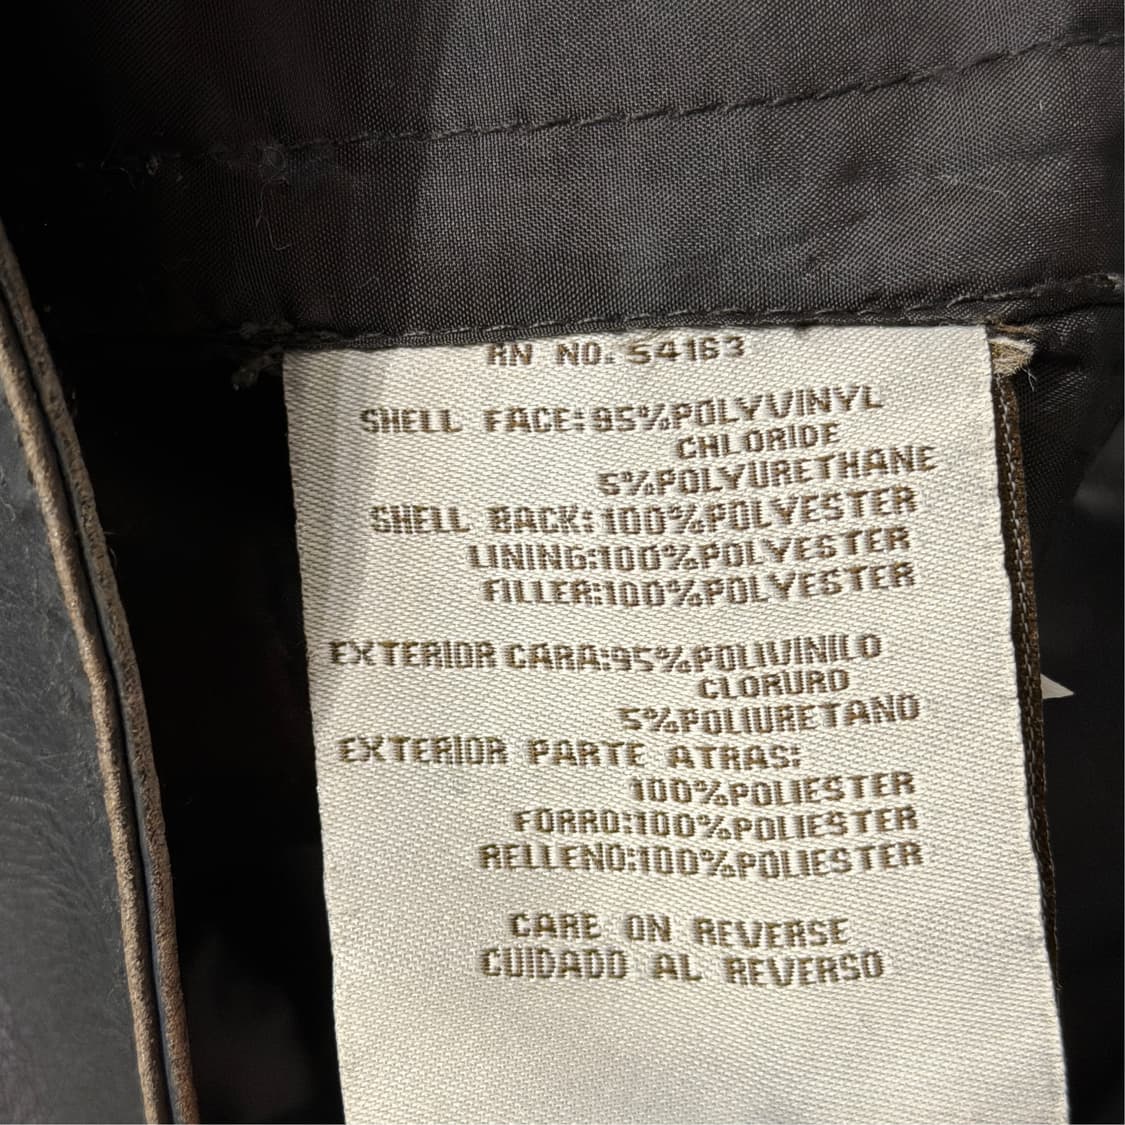 RN NO. 54163
SHELL FACE:95%POLYVINYL
CHLORIDE
5%POLYURETHANE
SHELL BACK:100%POLYESTER
LINING:100%POLYESTER
FILLER:100%POLYESTER
EXTERIOR CARA:95%POLIVINILO
CLORURO
5%POLIURETANO
EXTERIOR PARTE ATRAS:
100%POLIESTER
FORRO:100%POLIESTER
RELLENO:100%POLIESTER
CARE ON REVERSE
CUIDADO AL REVERSO